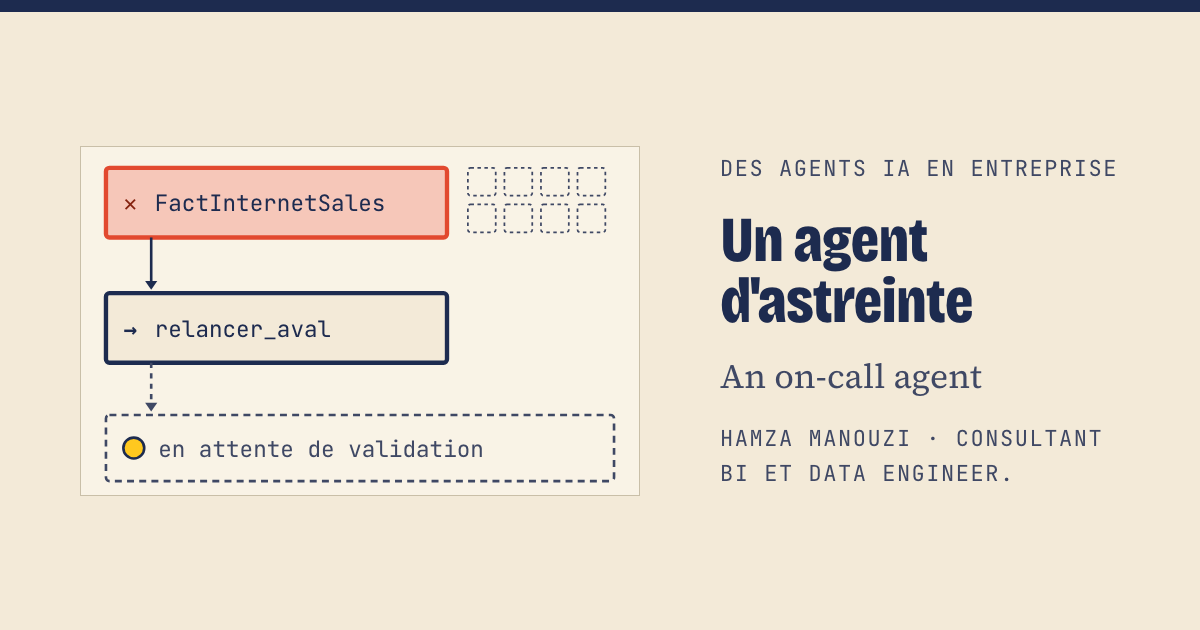 × FactInternetSales
→ relancer_aval
en attente de validation
DES AGENTS IA EN ENTREPRISE
Un agent
d'astreinte
An on-call agent
HAMZA MANOUZI · CONSULTANT
BI ET DATA ENGINEER.